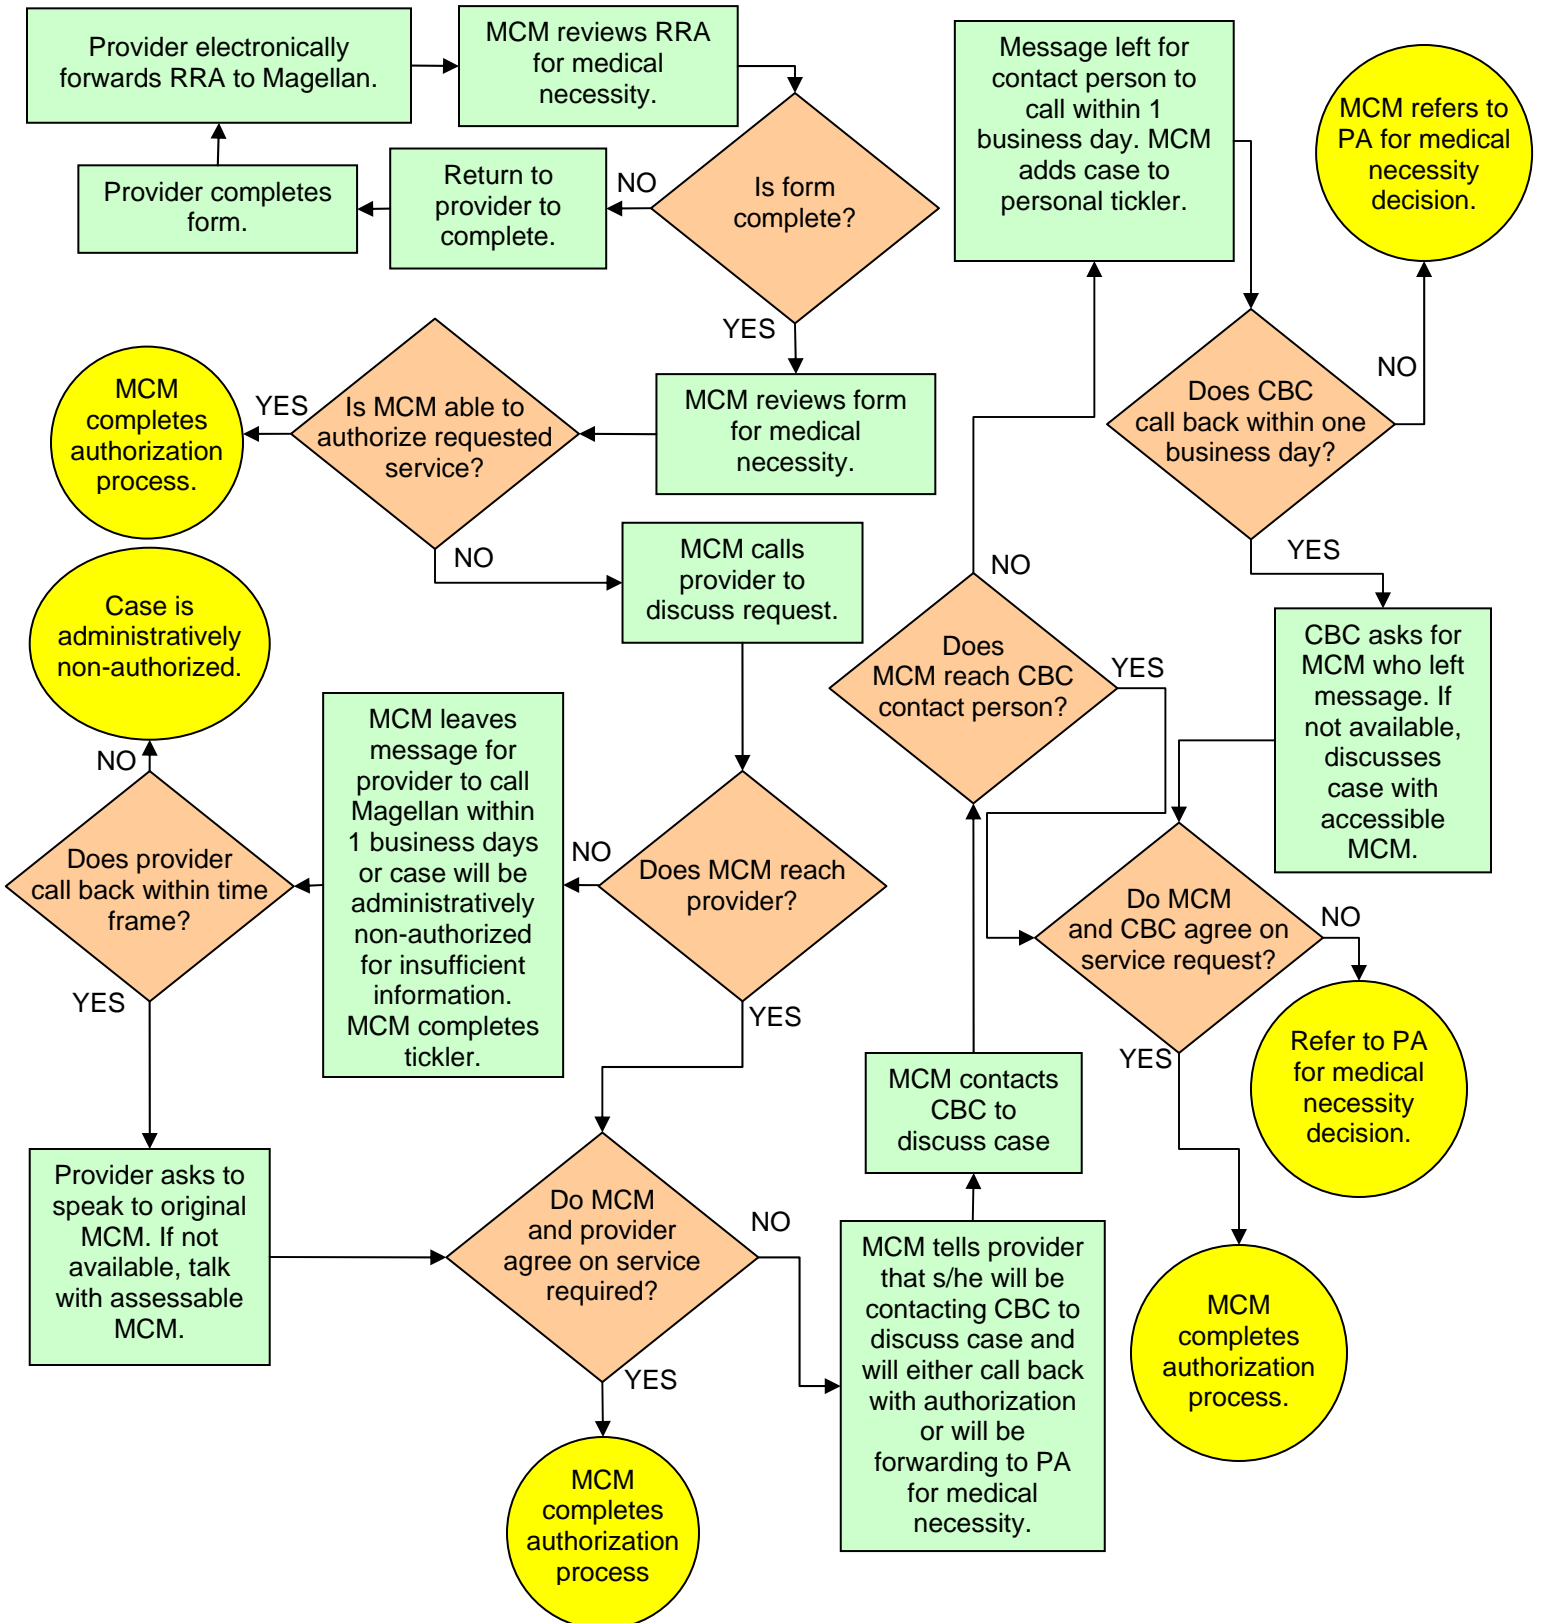 Provider electronically
forwards RRA to Magellan.
MCM reviews RRA
for medical
necessity.
Is form
complete?
NO
Return to
provider to
complete.
Provider completes
form.
YES
MCM reviews form
for medical
necessity.
Is MCM able to
authorize requested
service?
YES
MCM
completes
authorization
process.
NO
MCM calls
provider to
discuss request.
Does MCM reach
provider?
NO
MCM leaves
message for
provider to call
Magellan within
1 business days
or case will be
administratively
non-authorized
for insufficient
information.
MCM completes
tickler.
Does provider
call back within time
frame?
NO
Case is
administratively
non-authorized.
YES
Provider asks to
speak to original
MCM. If not
available, talk
with assessable
MCM.
YES
Do MCM
and provider
agree on service
required?
YES
MCM
completes
authorization
process
NO
MCM tells provider
that s/he will be
contacting CBC to
discuss case and
will either call back
with authorization
or will be
forwarding to PA
for medical
necessity.
MCM contacts
CBC to
discuss case
Does
MCM reach CBC
contact person?
NO
Message left for
contact person to
call within 1
business day. MCM
adds case to
personal tickler.
Does CBC
call back within one
business day?
NO
MCM refers to
PA for medical
necessity
decision.
YES
CBC asks for
MCM who left
message. If
not available,
discusses
case with
accessible
MCM.
YES
Do MCM
and CBC agree on
service request?
NO
Refer to PA
for medical
necessity
decision.
YES
MCM
completes
authorization
process.